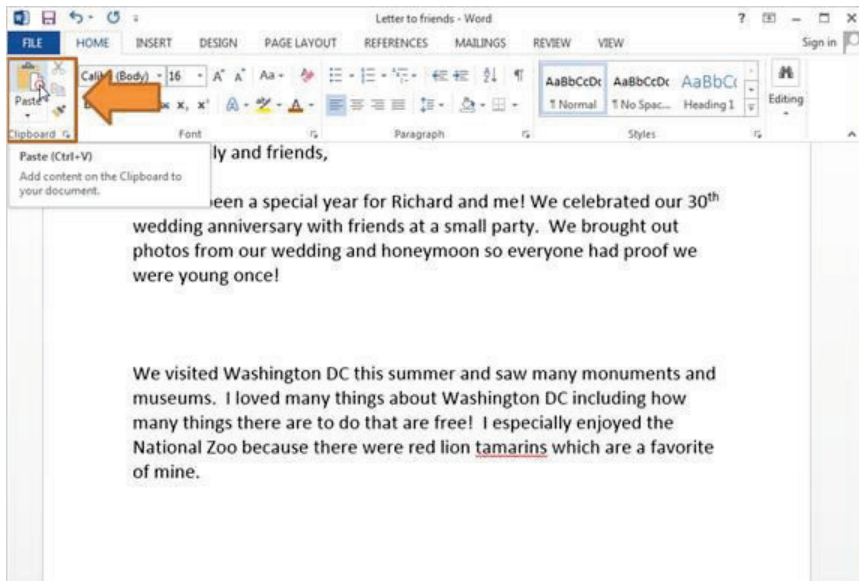 Letter to friends - Word
Sign in
FILE HOME INSERT DESIGN PAGE LAYOUT REFERENCES MAILINGS REVIEW VIEW
Paste
(Body) 16 A A Aa
x, x² A A
AaBbCcDc AaBbCcDc AaBbC
¶ Normal ¶ No Spac... Heading 1
Editing
Clipboard Font Paragraph Styles
Paste (Ctrl+V)
Add content on the Clipboard to
your document.
ly and friends,
been a special year for Richard and me! We celebrated our 30th
wedding anniversary with friends at a small party. We brought out
photos from our wedding and honeymoon so everyone had proof we
were young once!
We visited Washington DC this summer and saw many monuments and
museums. I loved many things about Washington DC including how
many things there are to do that are free! I especially enjoyed the
National Zoo because there were red lion tamarins which are a favorite
of mine.